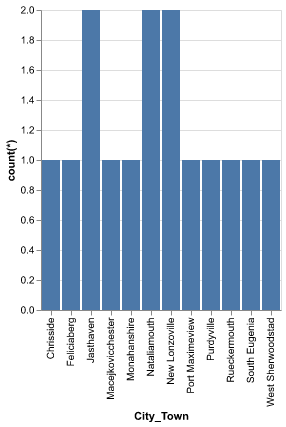 2.0
1.8
1.6
1.4
1.2
1.0
0.8
0.6
0.4
0.2
0.0
count(*)
Chrisside
Feliciaberg
Jasthaven
Macejkovicchester
Monahanshire
Nataliamouth
New Lonzoville
Port Maximeview
Purdyville
Rueckermouth
South Eugenia
West Sherwoodstad
City_Town